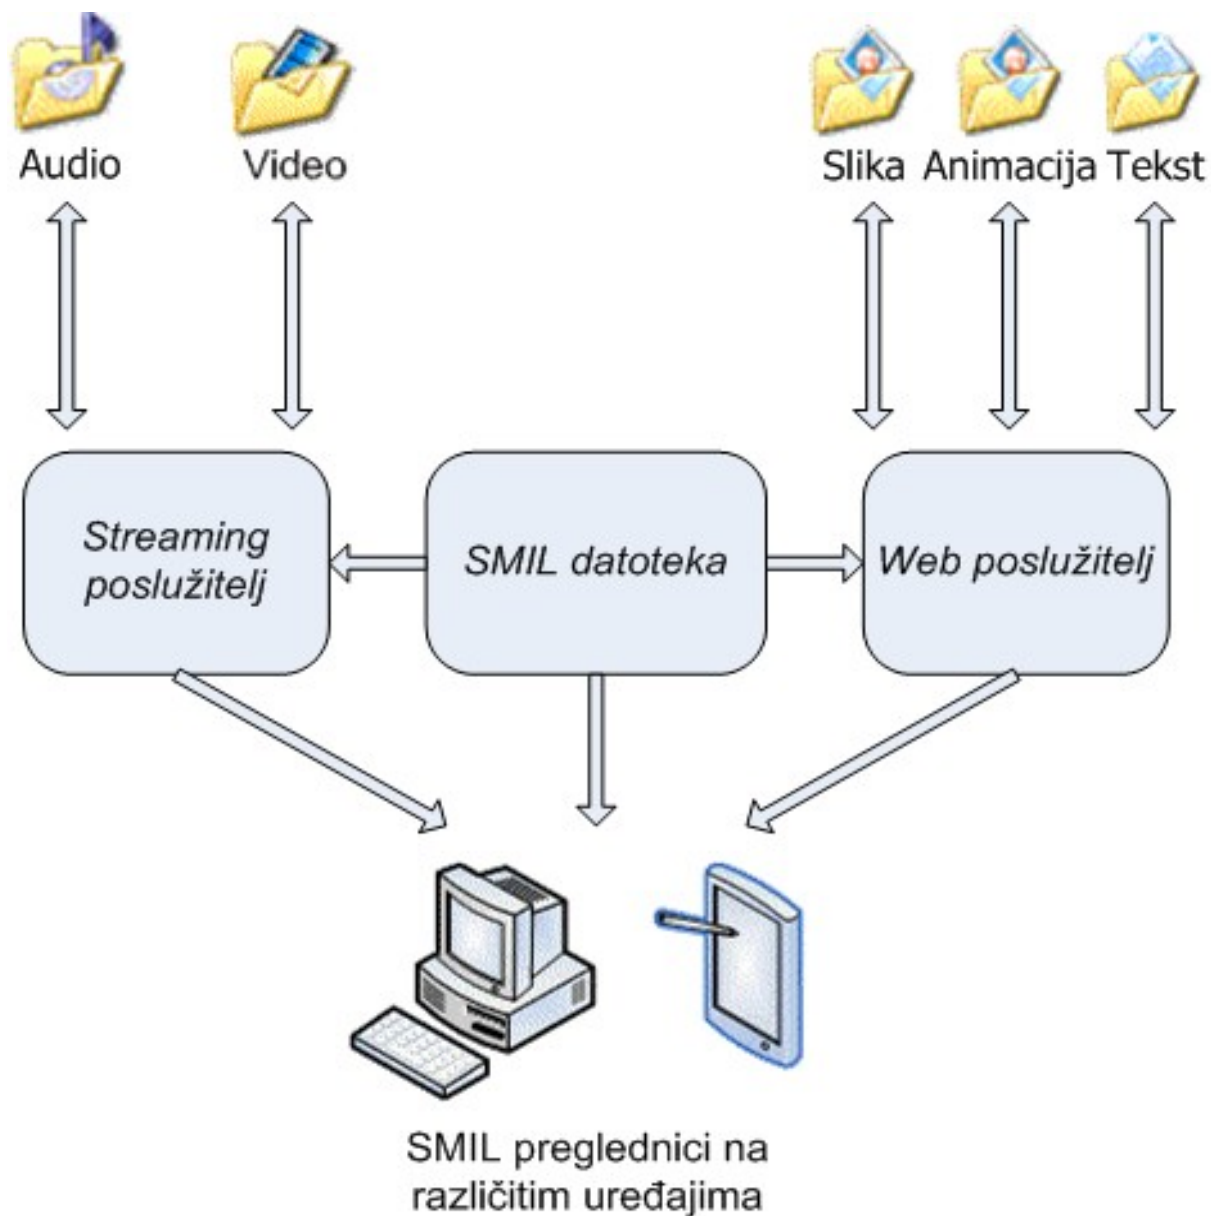 Audio
Video
Slika
Animacija
Tekst
Streaming
poslužitelj
SMIL datoteka
Web poslužitelj
SMIL preglednici na
različitim uređajima